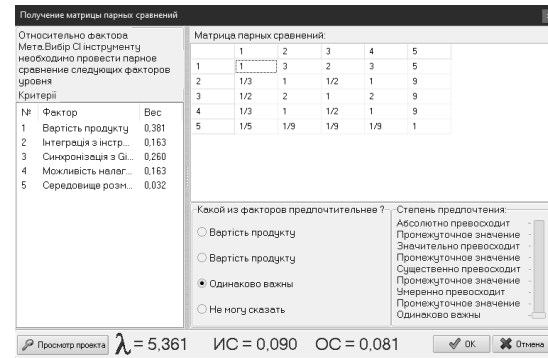 Получение матрицы парных сравнений
Относительно фактора
Мета.Вибір CI інструменту
необходимо провести парное
сравнение следующих факторов
уровня
Критерії
№ Фактор Вес
1 Вартість продукту 0,381
2 Інтеграція з інстр... 0,163
3 Синхронізація з Gi... 0,260
4 Можливість налаг... 0,163
5 Середовище розм... 0,032
Матрица парных сравнений:
1 2 3 4 5
1 1 3 2 3 5
2 1/3 1 1/2 1 9
3 1/2 2 1 2 9
4 1/3 1 1/2 1 9
5 1/5 1/9 1/9 1/9 1
Какой из факторов предпочтительнее ?
Вартість продукту
Вартість продукту
Одинаково важны
Не могу сказать
Степень предпочтения:
Абсолютно превосходит
Промежуточное значение
Значительно превосходит
Промежуточное значение
Существенно превосходит
Промежуточное значение
Умеренно превосходит
Промежуточное значение
Одинаково важны
Просмотр проекта λ = 5,361 ИС = 0,090 ОС = 0,081 OK Отмена